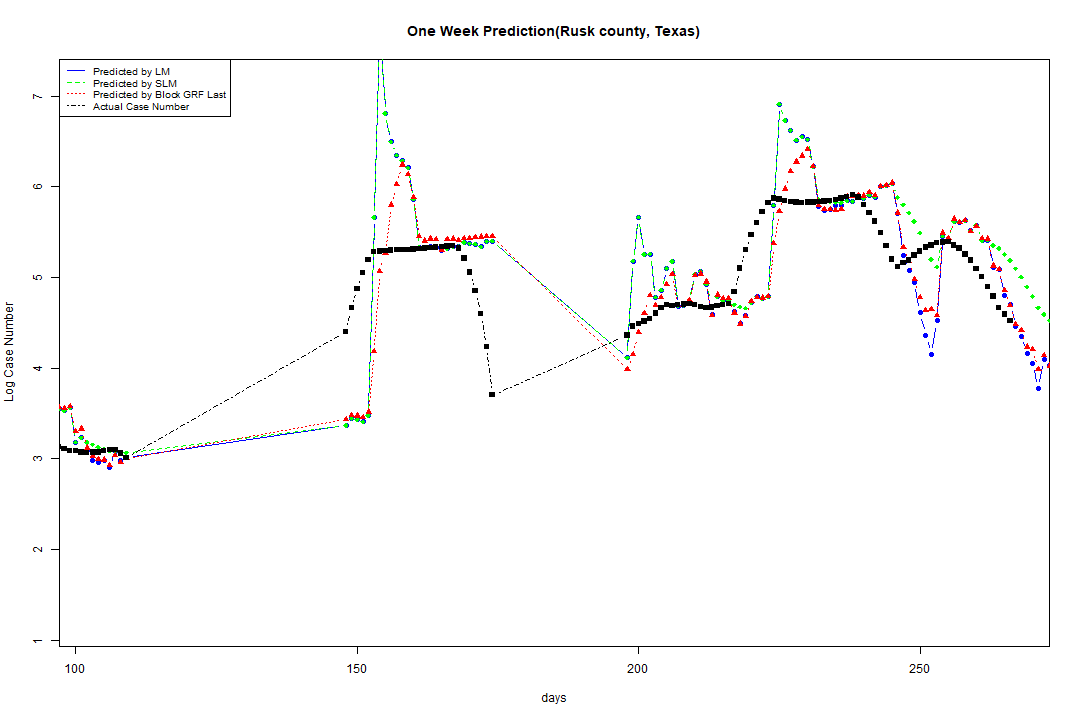 One Week Prediction(Rusk county, Texas)
Predicted by LM
Predicted by SLM
Predicted by Block GRF Last
Actual Case Number
Log Case Number
7
6
5
4
3
2
1
100
150
200
250
days